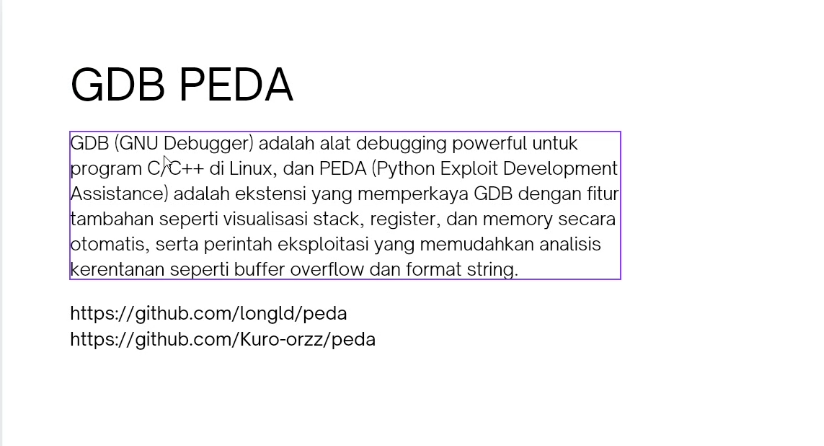 GDB PEDA
GDB (GNU Debugger) adalah alat debugging powerful untuk
program C/C++ di Linux, dan PEDA (Python Exploit Development
Assistance) adalah ekstensi yang memperkaya GDB dengan fitur
tambahan seperti visualisasi stack, register, dan memory secara
otomatis, serta perintah eksploitasi yang memudahkan analisis
kerentanan seperti buffer overflow dan format string.
https://github.com/longld/peda
https://github.com/Kuro-orzz/peda